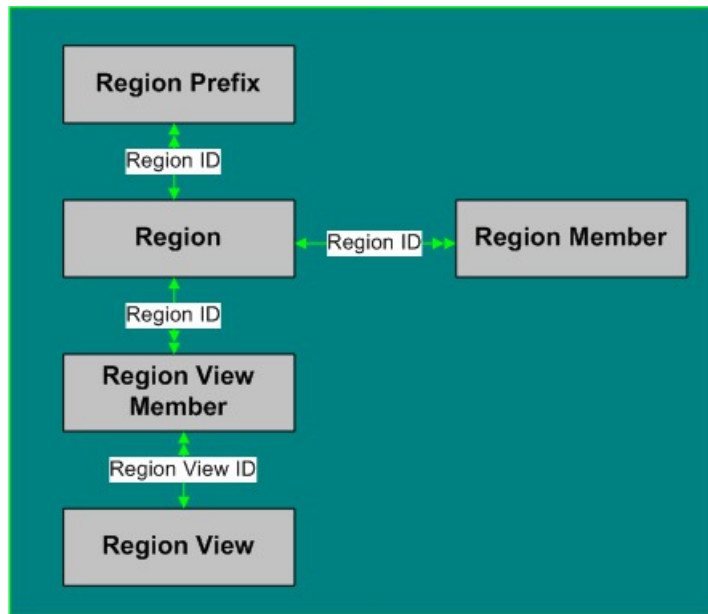 Region Prefix
Region ID
Region
Region ID
Region Member
Region ID
Region View
Member
Region View ID
Region View